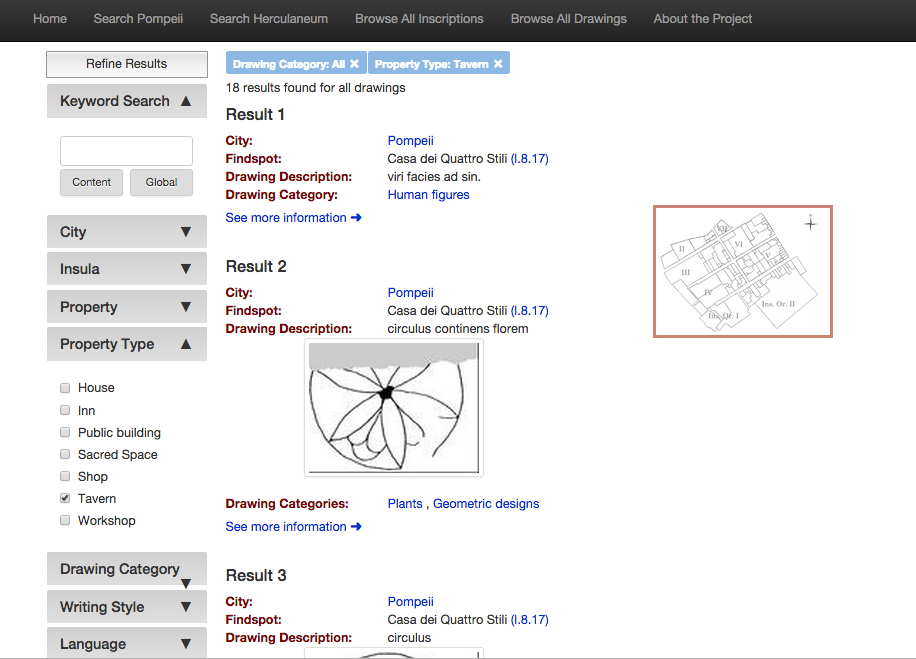 Home Search Pompeii Search Herculaneum Browse All Inscriptions Browse All Drawings About the Project
Refine Results
Keyword Search ▲
Content Global
City ▼
Insula ▼
Property ▼
Property Type ▲
House
Inn
Public building
Sacred Space
Shop
Tavern
Workshop
Drawing Category ▼
Writing Style ▼
Language ▼
Drawing Category: All ✖ Property Type: Tavern ✖
18 results found for all drawings
Result 1
City: Pompeii
Findspot: Casa dei Quattro Stili (I.8.17)
Drawing Description: viri facies ad sin.
Drawing Category: Human figures
See more information ➜
Result 2
City: Pompeii
Findspot: Casa dei Quattro Stili (I.8.17)
Drawing Description: circulus continens florem
Drawing Categories: Plants , Geometric designs
See more information ➜
Result 3
City: Pompeii
Findspot: Casa dei Quattro Stili (I.8.17)
Drawing Description: circulus
VII
II
VI
V
III
IV
Ins. Or. II
Ins. Or. I